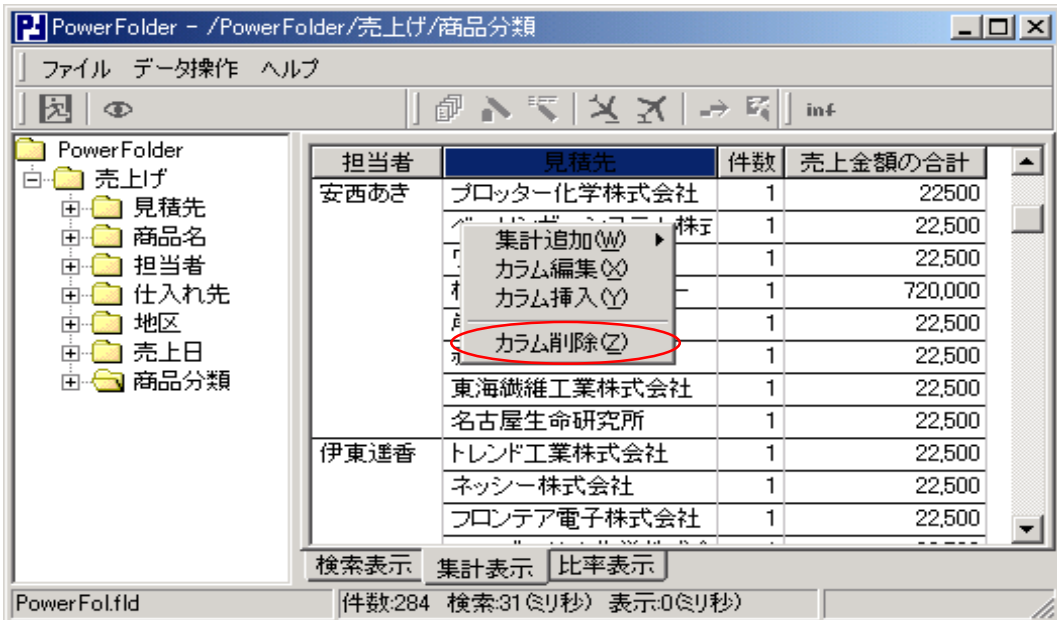 PowerFolder - /PowerFolder/売上げ/商品分類
ファイル データ操作 ヘルプ
inf
PowerFolder
売上げ
見積先
商品名
担当者
仕入れ先
地区
売上日
商品分類
担当者 見積先 件数 売上金額の合計
安西あき プロッター化学株式会社 1 22500
1 22,500
1 22,500
1 720,000
1 22,500
1 22,500
東海繊維工業株式会社 1 22,500
名古屋生命研究所 1 22,500
伊東遥香 トレンド工業株式会社 1 22,500
ネッシー株式会社 1 22,500
フロンテア電子株式会社 1 22,500
集計追加(W)
カラム編集(X)
カラム挿入(Y)
カラム削除(Z)
検索表示 集計表示 比率表示
PowerFol.fld 件数:284 検索:31(ミリ秒) 表示:0(ミリ秒)